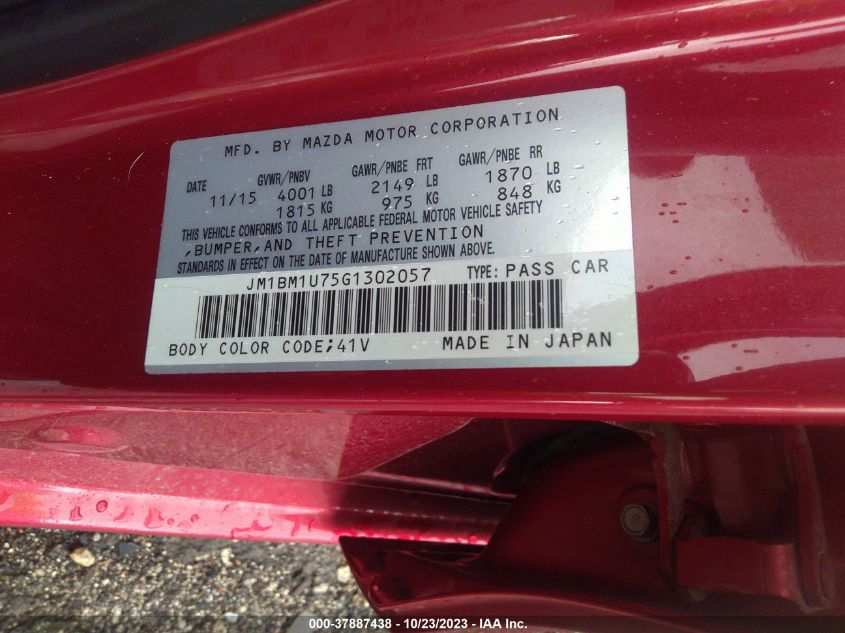 MFD. BY MAZDA MOTOR CORPORATION
DATE GVWR/PNBV GAWR/PNBE FRT GAWR/PNBE RR
11/15 4001 LB 2149 LB 1870 LB
1815 KG 975 KG 848 KG
THIS VEHICLE CONFORMS TO ALL APPLICABLE FEDERAL MOTOR VEHICLE SAFETY
,BUMPER,AND THEFT PREVENTION
STANDARDS IN EFFECT ON THE DATE OF MANUFACTURE SHOWN ABOVE.
JM1BM1U75G1302057 TYPE: PASS CAR
BODY COLOR CODE;41V MADE IN JAPAN
000-37887438 - 10/23/2023 - IAA Inc.